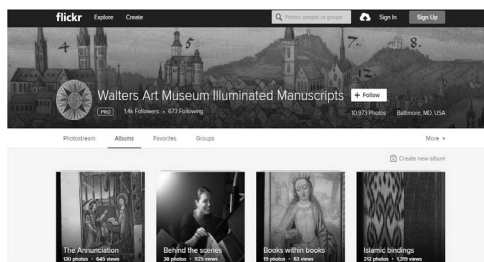 flickr Explore Create Photos, people, or groups Sign In Sign Up
4 5 7. 8.
Walters Art Museum Illuminated Manuscripts + Follow
PRO 1.4k Followers • 673 Following 10,973 Photos Baltimore, MD, USA
Photostream Albums Favorites Groups More
Create new album
The Annunciation Behind the scenes Books within books Islamic bindings
130 photos • 645 views 38 photos • 925 views 19 photos • 83 views 212 photos • 1,319 views